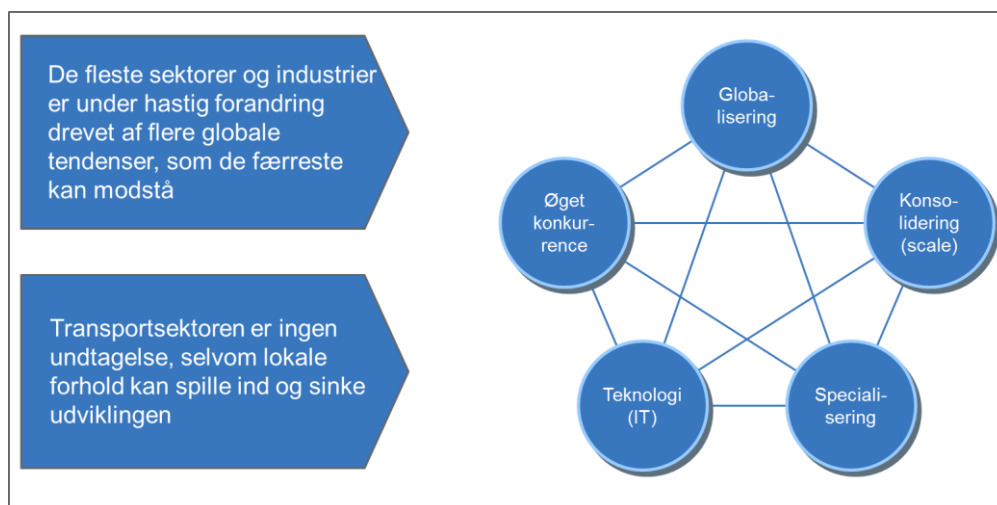 De fleste sektorer og industrier
er under hastig forandring
drevet af flere globale
tendenser, som de færreste
kan modstå
Transportsektoren er ingen
undtagelse, selvom lokale
forhold kan spille ind og sinke
udviklingen
Globa-
lisering
Øget
konkur-
rence
Konso-
lidering
(scale)
Teknologi
(IT)
Speciali-
sering